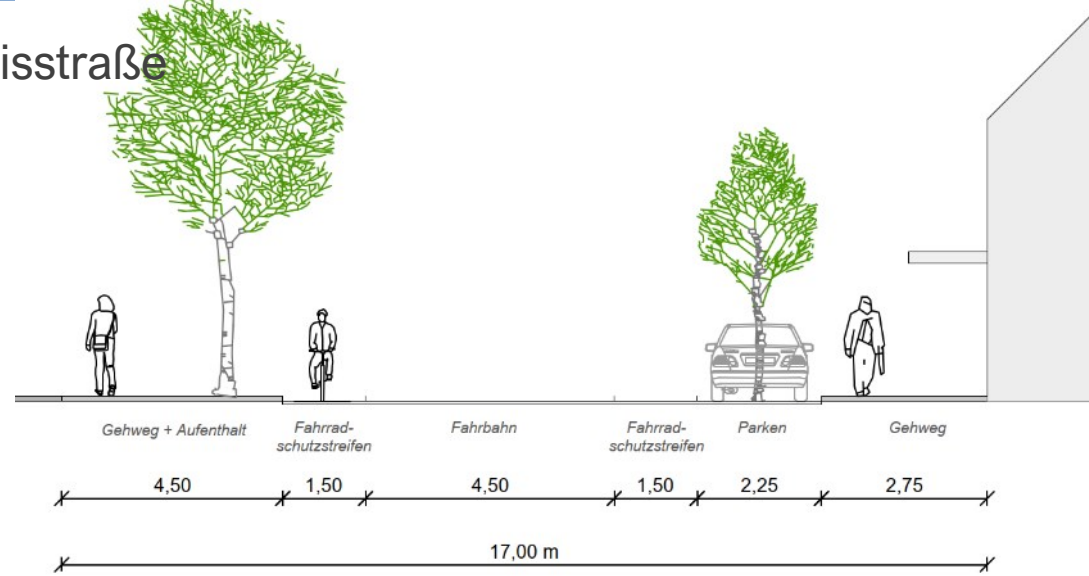 isstraße
Gehweg + Aufenthalt
Fahrrad-
schutzstreifen
Fahrbahn
Fahrrad-
schutzstreifen
Parken
Gehweg
4,50
1,50
4,50
1,50
2,25
2,75
17,00 m